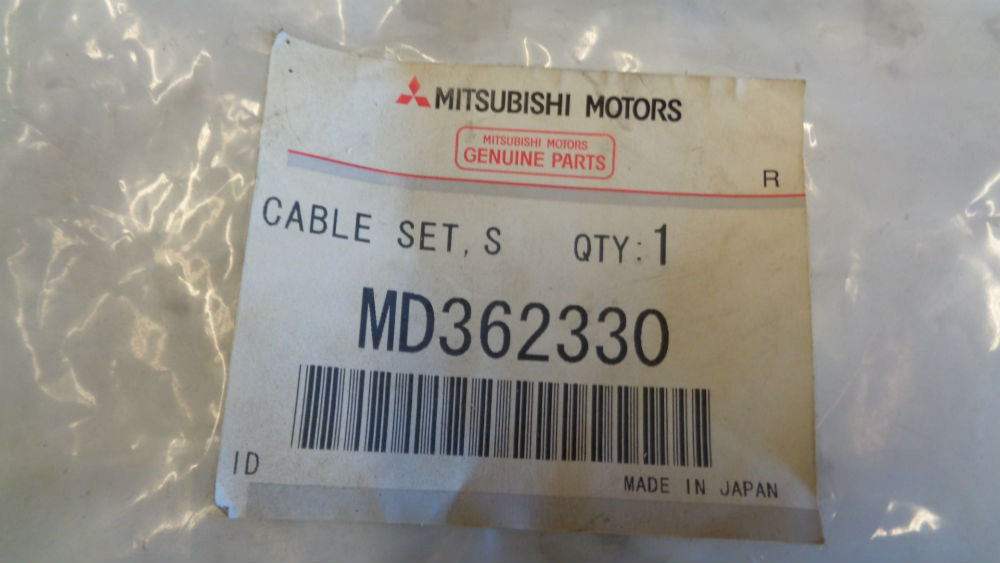 MITSUBISHI MOTORS
MITSUBISHI MOTORS
GENUINE PARTS
R
CABLE SET, S QTY: 1
MD362330
ID
MADE IN JAPAN